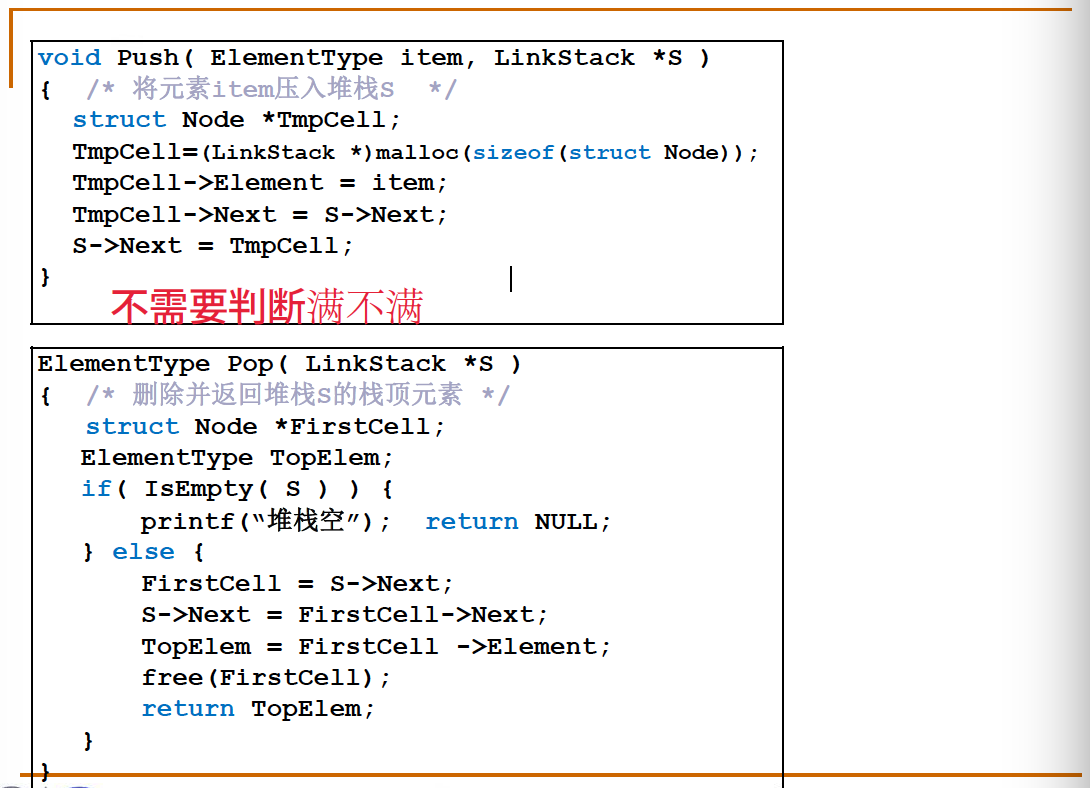 void Push( ElementType item, LinkStack *S )
{ /* 将元素item压入堆栈S */
struct Node *TmpCell;
TmpCell=(LinkStack *)malloc(sizeof(struct Node));
TmpCell->Element = item;
TmpCell->Next = S->Next;
S->Next = TmpCell;
}
不需要判断满不满
ElementType Pop( LinkStack *S )
{ /* 删除并返回堆栈S的栈顶元素 */
struct Node *FirstCell;
ElementType TopElem;
if( IsEmpty( S ) ) {
printf(“堆栈空”); return NULL;
} else {
FirstCell = S->Next;
S->Next = FirstCell->Next;
TopElem = FirstCell ->Element;
free(FirstCell);
return TopElem;
}
}